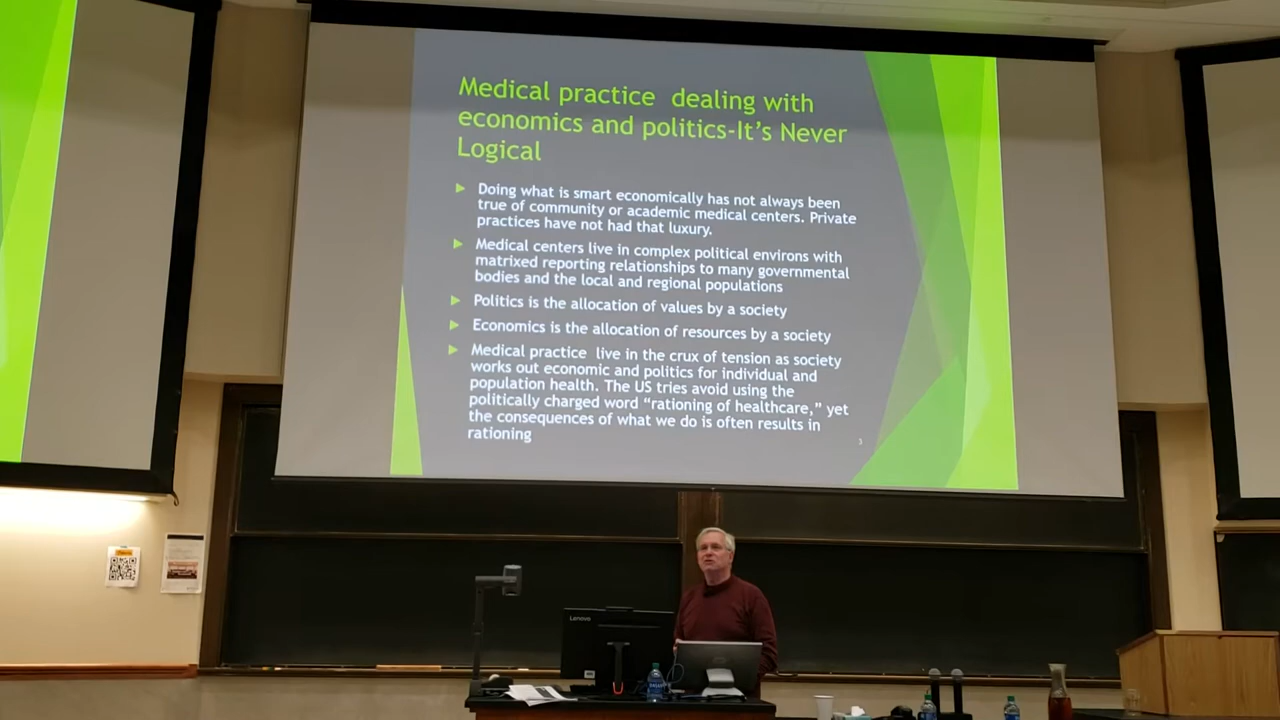 Medical practice  dealing with
economics and politics-It's Never
Logical
Doing what is smart economically has not always been
true of community or academic medical centers. Private
practices have not had that luxury.
Medical centers live in complex political environs with
matrixed reporting relationships to many governmental
bodies and the local and regional populations
Politics is the allocation of values by a society
Economics is the allocation of resources by a society
Medical practice  live in the crux of tension as society
works out economic and politics for individual and
population health. The US tries avoid using the
politically charged word “rationing of healthcare,” yet
the consequences of what we do is often results in
rationing
3
Lenovo